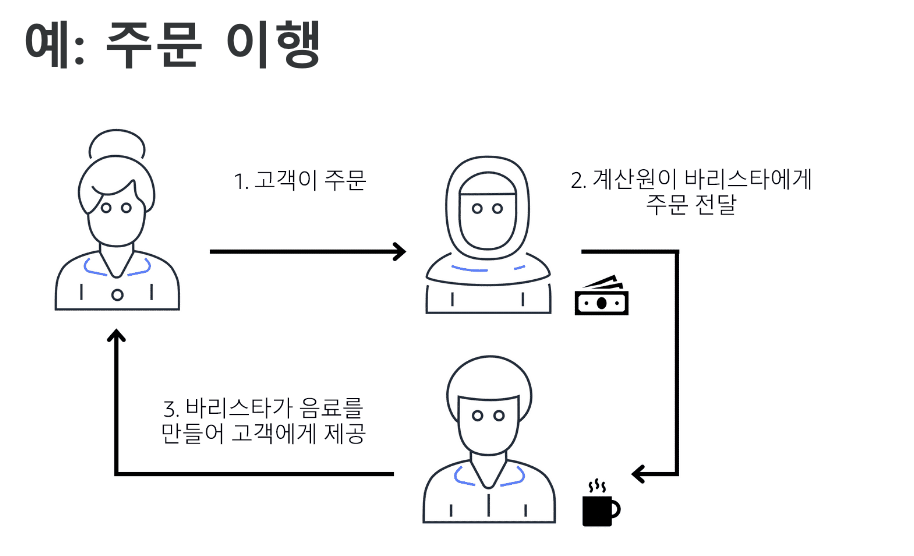 예: 주문 이행
1. 고객이 주문
2. 계산원이 바리스타에게
주문 전달
3. 바리스타가 음료를
만들어 고객에게 제공